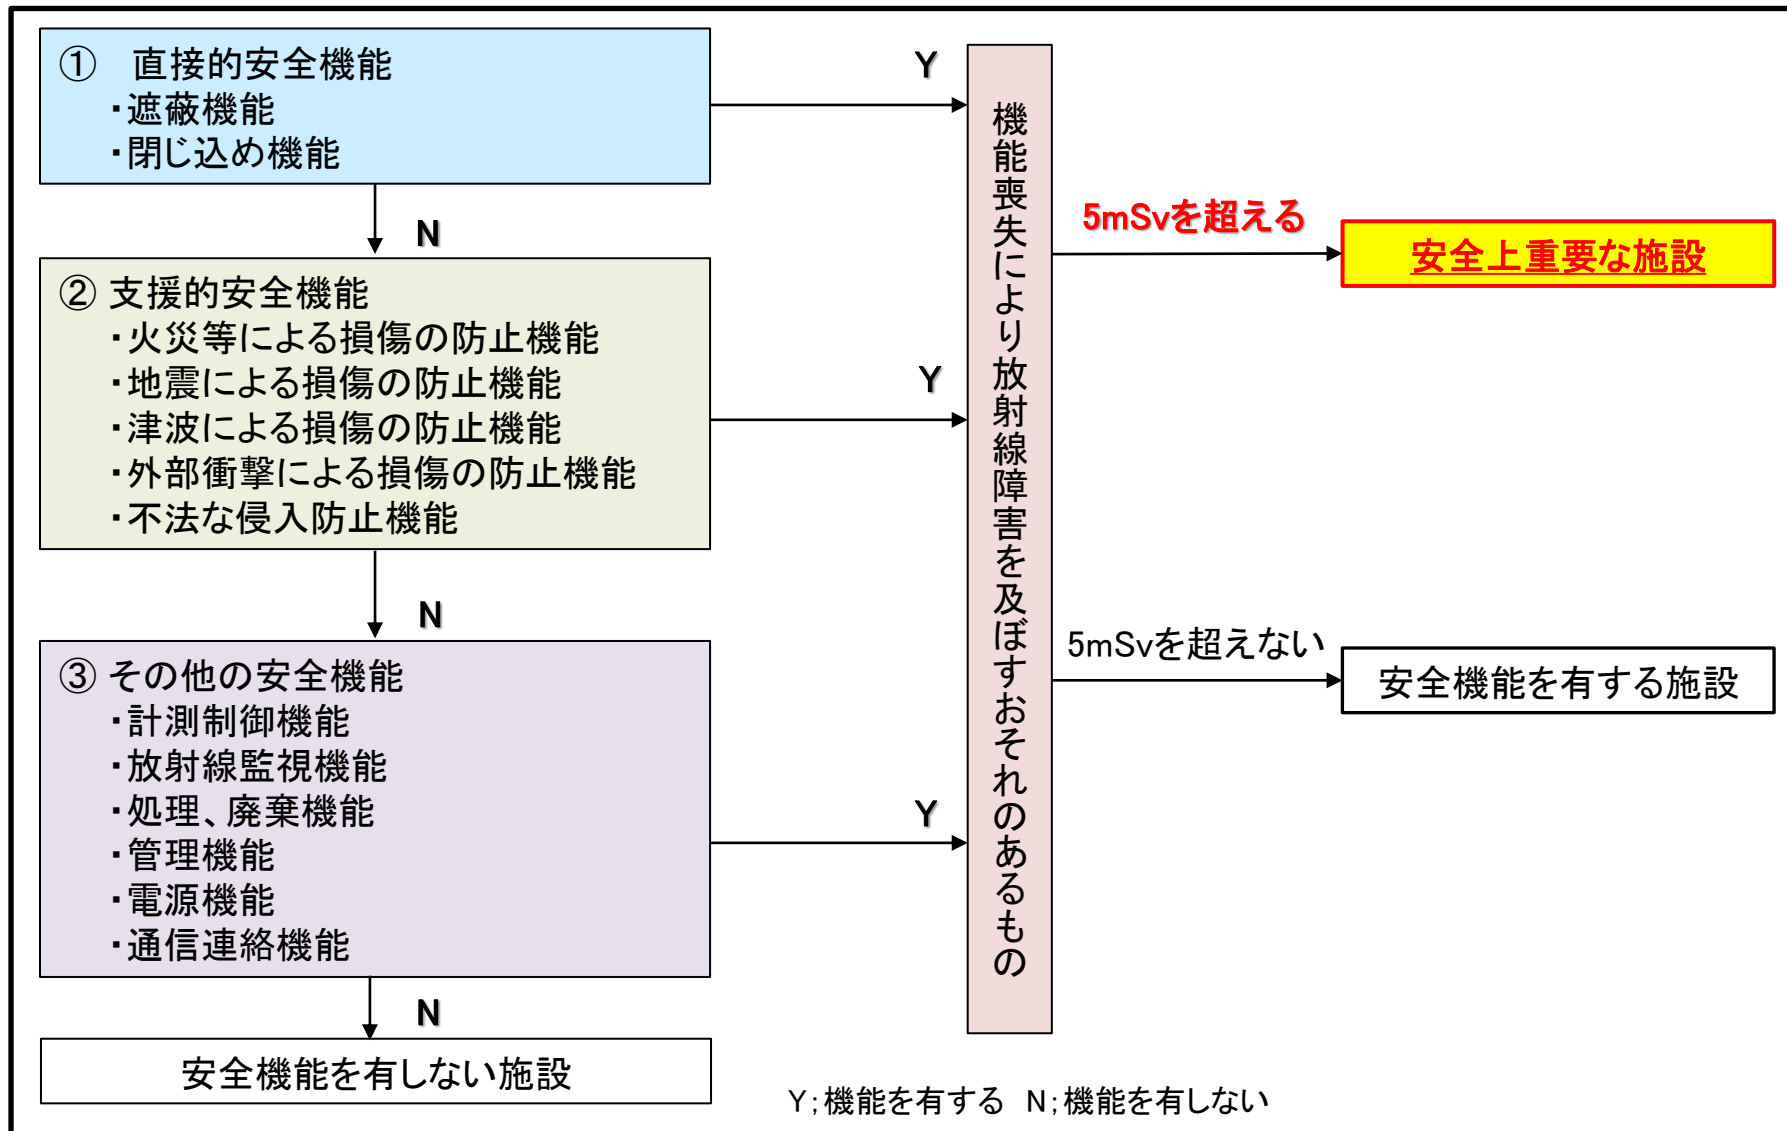 ① 直接的安全機能
・遮蔽機能
・閉じ込め機能
Y
N
② 支援的安全機能
・火災等による損傷の防止機能
・地震による損傷の防止機能
・津波による損傷の防止機能
・外部衝撃による損傷の防止機能
・不法な侵入防止機能
Y
N
③ その他の安全機能
・計測制御機能
・放射線監視機能
・処理、廃棄機能
・管理機能
・電源機能
・通信連絡機能
Y
N
安全機能を有しない施設
機能喪失により放射線障害を及ぼすおそれのあるもの
5mSvを超える
安全上重要な施設
5mSvを超えない
安全機能を有する施設
Y;機能を有する N;機能を有しない